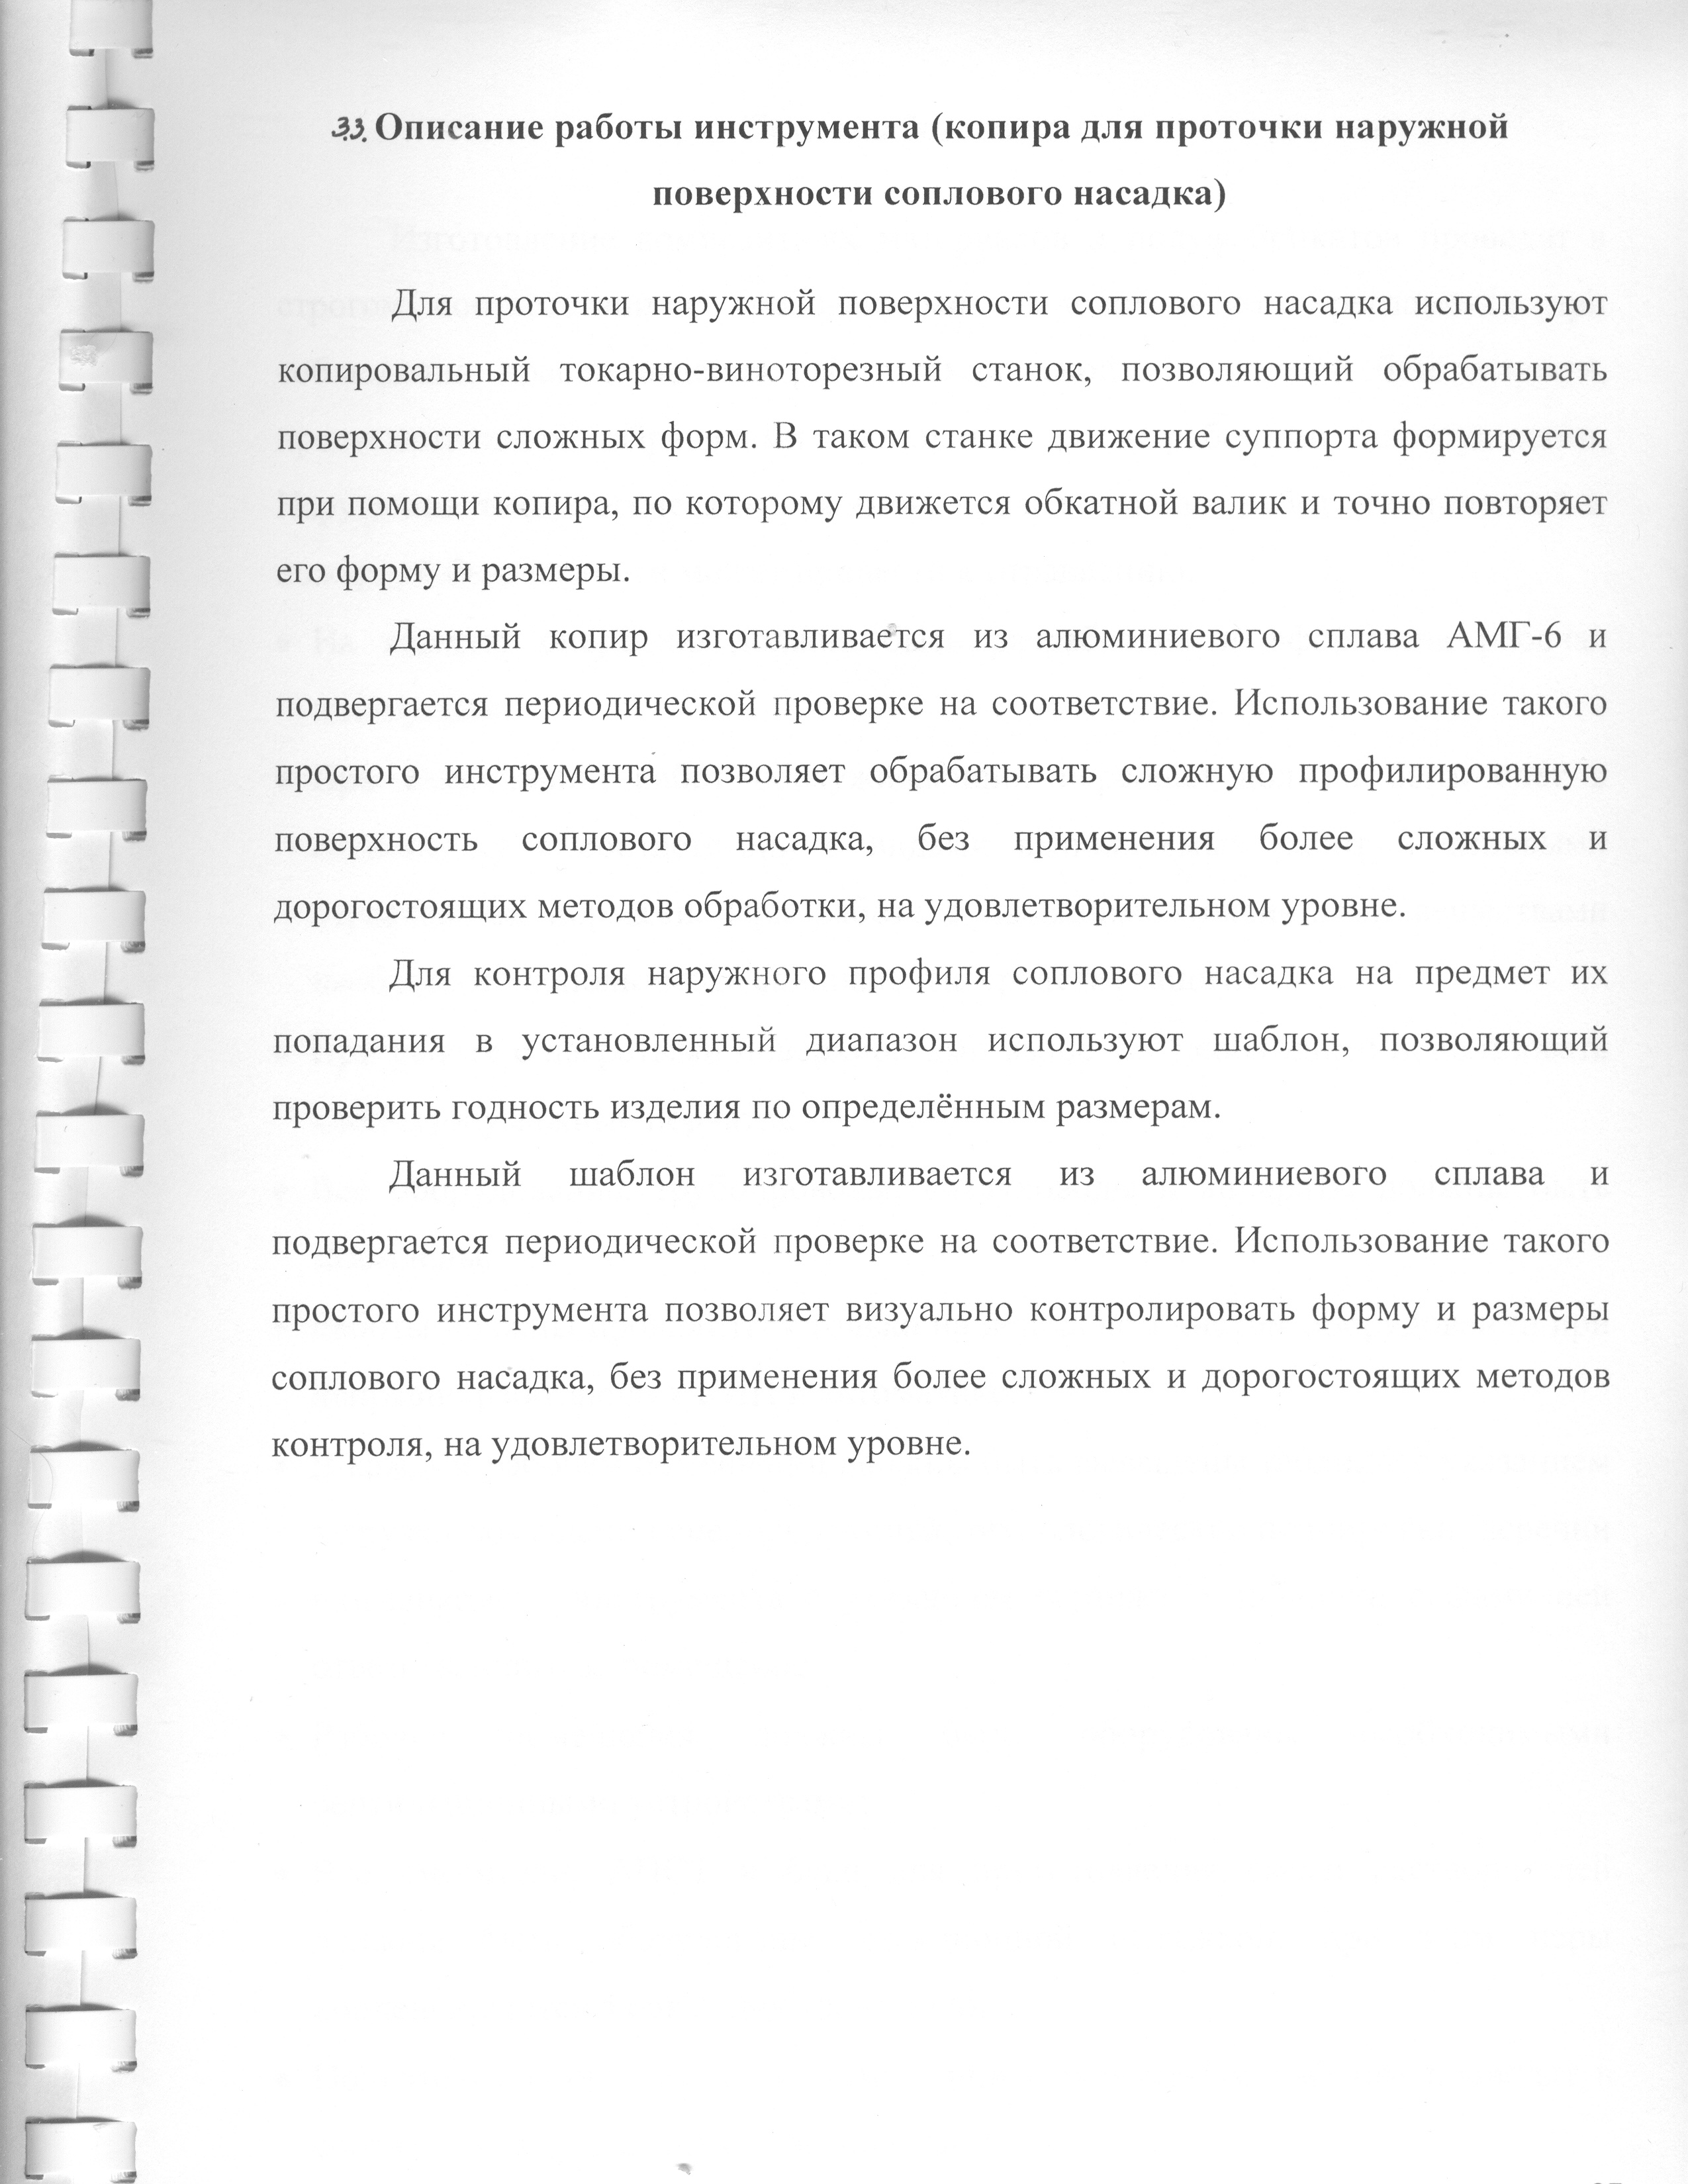 3.3. Описание работы инструмента (копира для проточки наружной
поверхности соплового насадка)
Для проточки наружной поверхности соплового насадка используют
копировальный токарно-виноторезный станок, позволяющий обрабатывать
поверхности сложных форм. В таком станке движение суппорта формируется
при помощи копира, по которому движется обкатной валик и точно повторяет
его форму и размеры.
Данный копир изготавливается из алюминиевого сплава АМГ-6 и
подвергается периодической проверке на соответствие. Использование такого
простого инструмента позволяет обрабатывать сложную профилированную
поверхность соплового насадка, без применения более сложных и
дорогостоящих методов обработки, на удовлетворительном уровне.
Для контроля наружного профиля соплового насадка на предмет их
попадания в установленный диапазон используют шаблон, позволяющий
проверить годность изделия по определённым размерам.
Данный шаблон изготавливается из алюминиевого сплава и
подвергается периодической проверке на соответствие. Использование такого
простого инструмента позволяет визуально контролировать форму и размеры
соплового насадка, без применения более сложных и дорогостоящих методов
контроля, на удовлетворительном уровне.